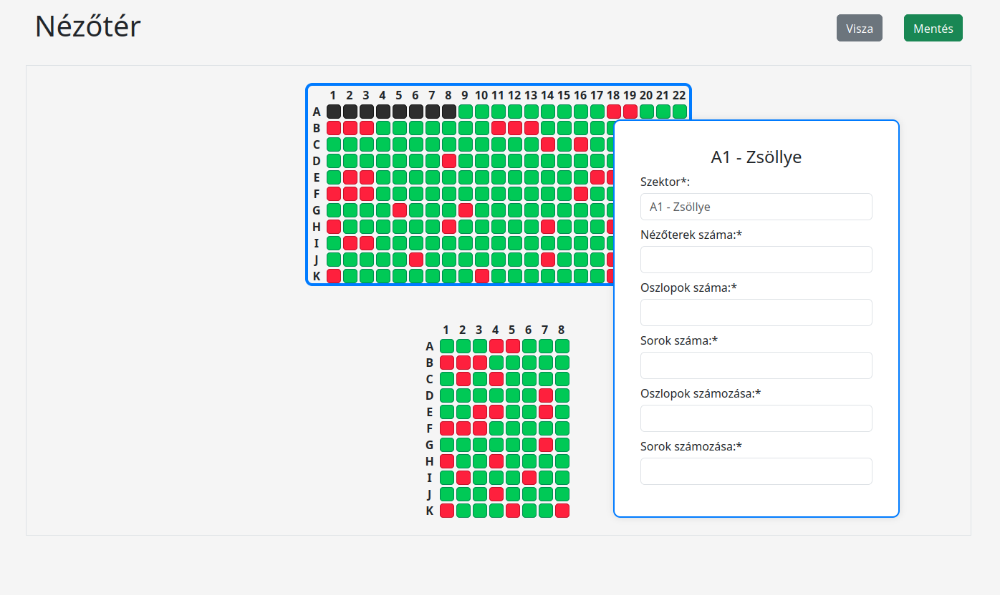 Nézőtér
Visza
Mentés
1 2 3 4 5 6 7 8 9 10 11 12 13 14 15 16 17 18 19 20 21 22
A
B
C
D
E
F
G
H
I
J
K
A1 - Zsöllye
Szektor*:
A1 - Zsöllye
Nézőterek száma:*
Oszlopok száma:*
Sorok száma:*
Oszlopok számozása:*
Sorok számozása:*
1 2 3 4 5 6 7 8
A
B
C
D
E
F
G
H
I
J
K